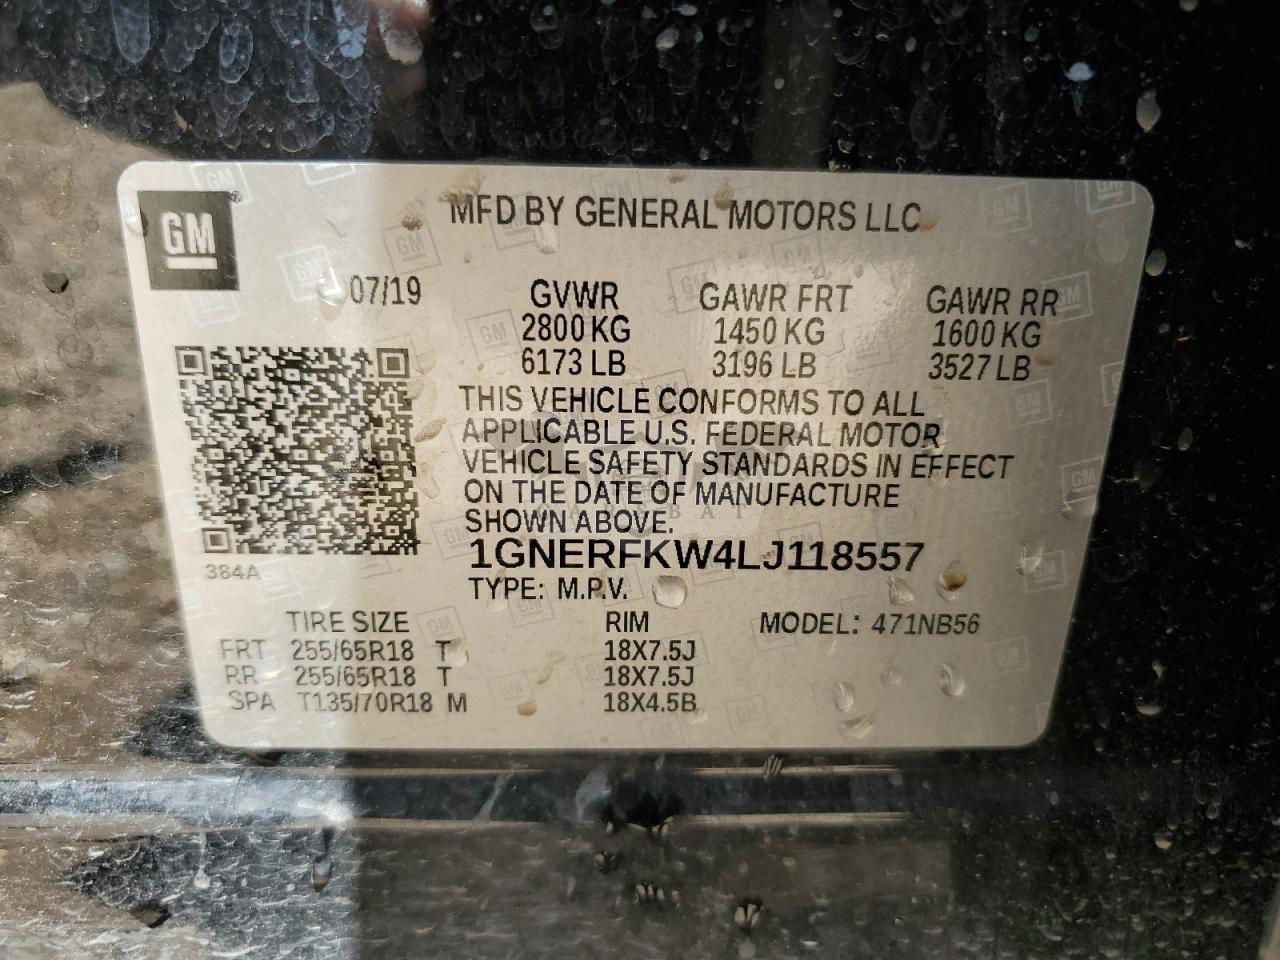 GM
MFD BY GENERAL MOTORS LLC
07/19 GVWR GAWR FRT GAWR RR
2800 KG 1450 KG 1600 KG
6173 LB 3196 LB 3527 LB
THIS VEHICLE CONFORMS TO ALL
APPLICABLE U.S. FEDERAL MOTOR
VEHICLE SAFETY STANDARDS IN EFFECT
ON THE DATE OF MANUFACTURE
SHOWN ABOVE.
1GNERFKW4LJ118557
384A TYPE: M.P.V.
TIRE SIZE RIM MODEL: 471NB56
FRT 255/65R18 T 18X7.5J
RR 255/65R18 T 18X7.5J
SPA T135/70R18 M 18X4.5B